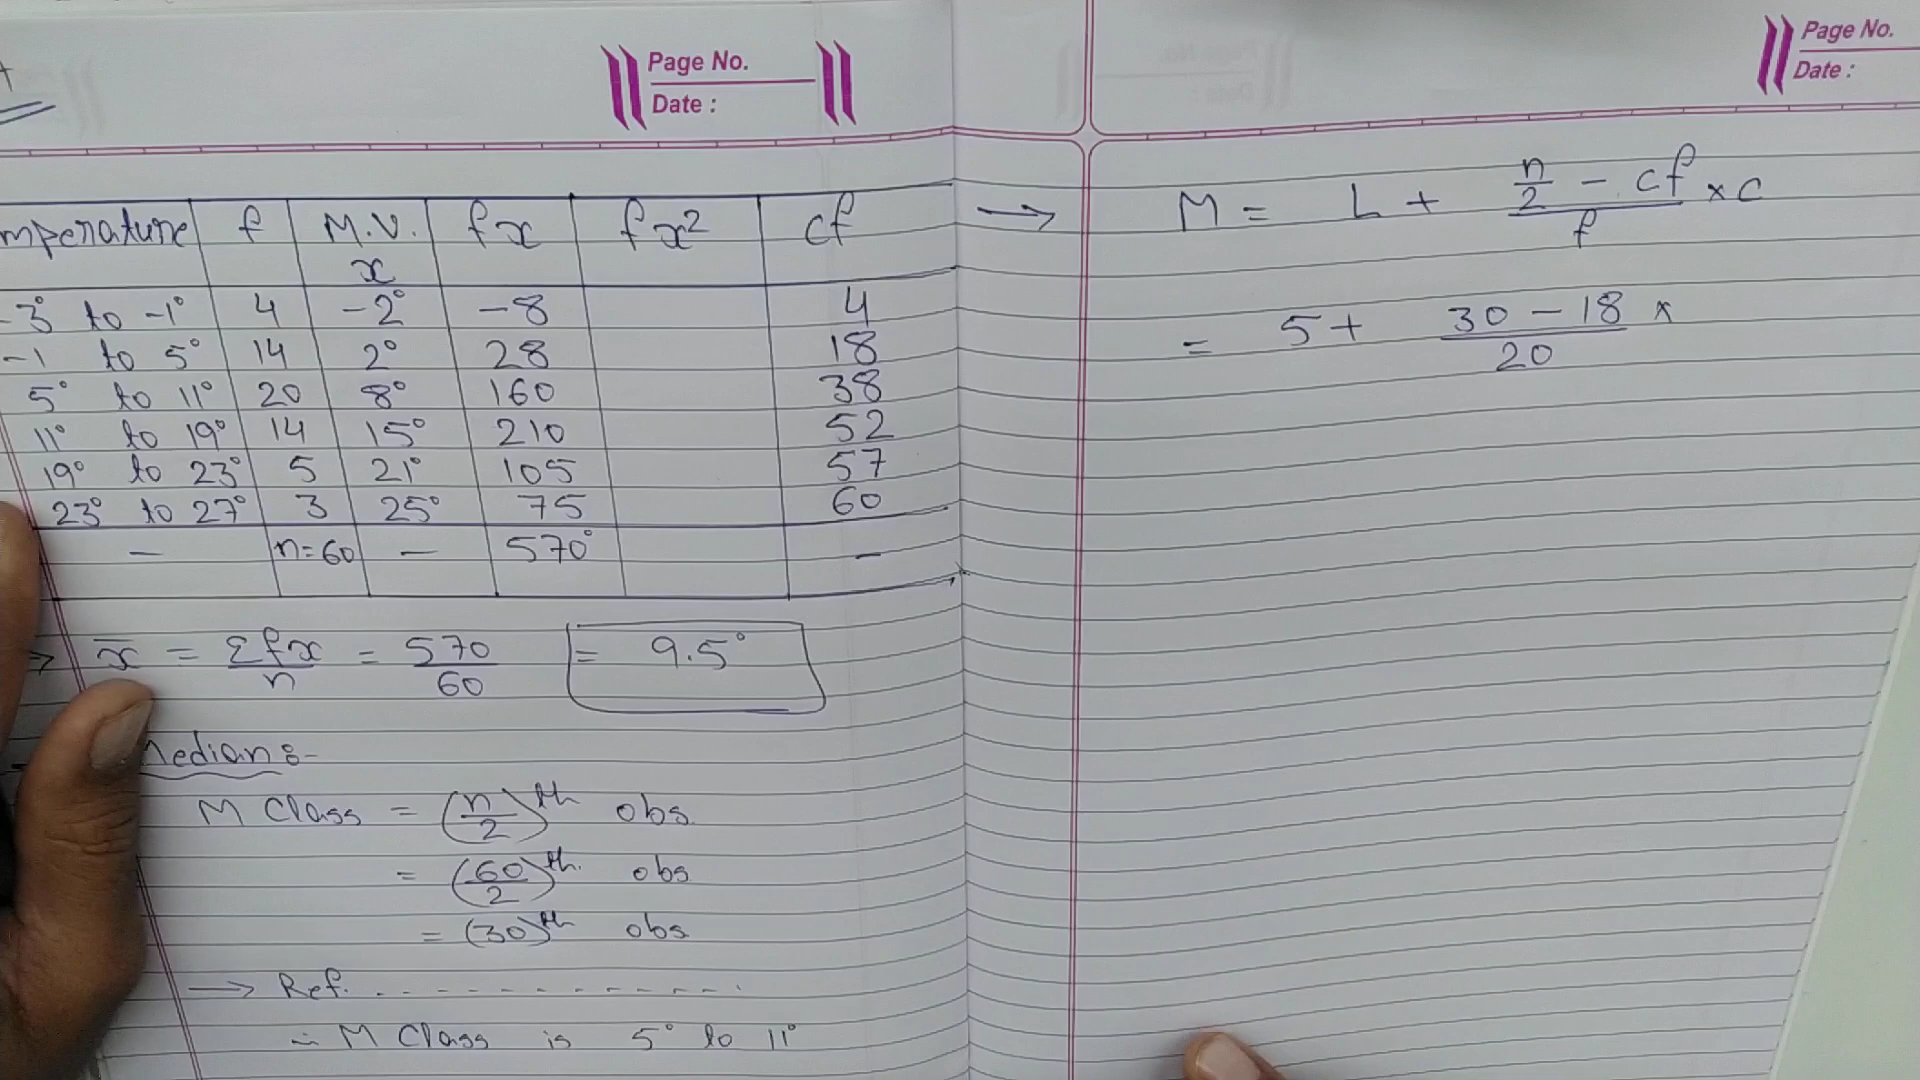 Page No.
Date :
mperature f M.V. x fx fx² cf
-3° to -1° 4 -2° -8 4
-1 to 5° 14 2° 28 18
5° to 11° 20 8° 160 38
11° to 19° 14 15° 210 52
19° to 23° 5 21° 105 57
23° to 27° 3 25° 75 60
— n=60 — 570° —
⇒ x̄ = Σfx/n = 570/60 = 9.5°
Median :-
M Class = (n/2)th obs.
= (60/2)th. obs
= (30)th obs
→ Ref. - - - - - - - - - - - .
∴ M Class is 5° to 11°
Page No.
Date :
→ M = L + (n/2 - cf)/f × c
= 5 + (30 - 18)/20 ×